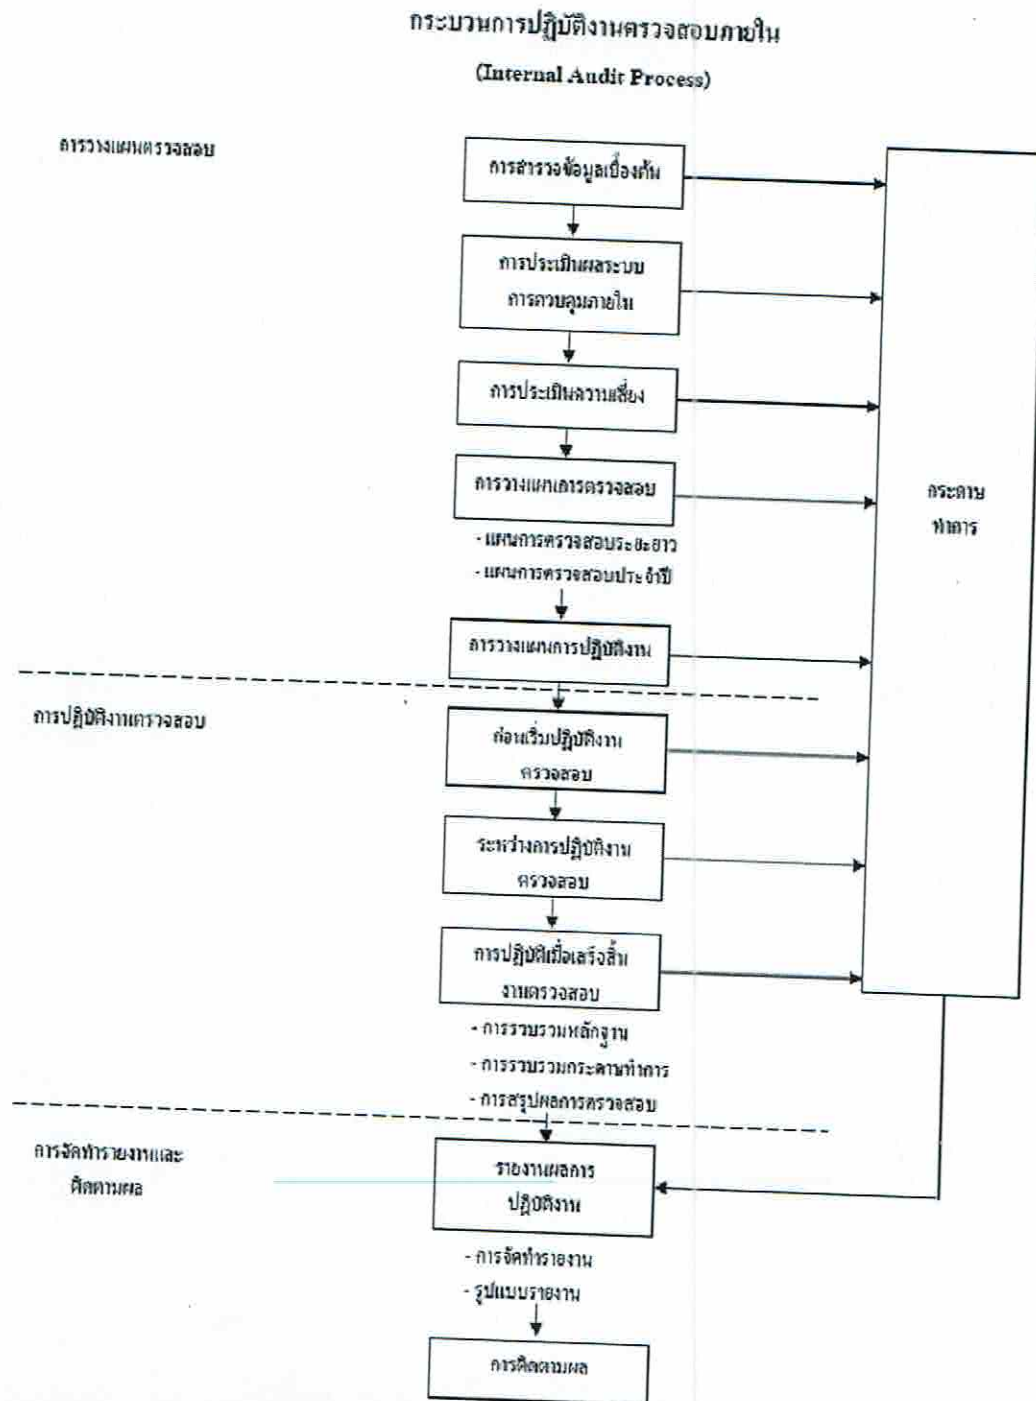 กระบวนการปฏิบัติงานตรวจสอบภายใน
(Internal Audit Process)
การวางแผนตรวจสอบ
การสำรวจข้อมูลเบื้องต้น
การประเมินผลระบบ
การควบคุมภายใน
การประเมินความเสี่ยง
การวางแผนการตรวจสอบ
- แผนการตรวจสอบระยะยาว
- แผนการตรวจสอบประจำปี
กระดาษ
ทำการ
การวางแผนการปฏิบัติงาน
การปฏิบัติงานตรวจสอบ
ก่อนเริ่มปฏิบัติงาน
ตรวจสอบ
ระหว่างการปฏิบัติงาน
ตรวจสอบ
การปฏิบัติเมื่อเสร็จสิ้น
งานตรวจสอบ
- การรวบรวมหลักฐาน
- การรวบรวมกระดาษทำการ
- การสรุปผลการตรวจสอบ
การจัดทำรายงานและ
ติดตามผล
รายงานผลการ
ปฏิบัติงาน
- การจัดทำรายงาน
- รูปแบบรายงาน
การติดตามผล